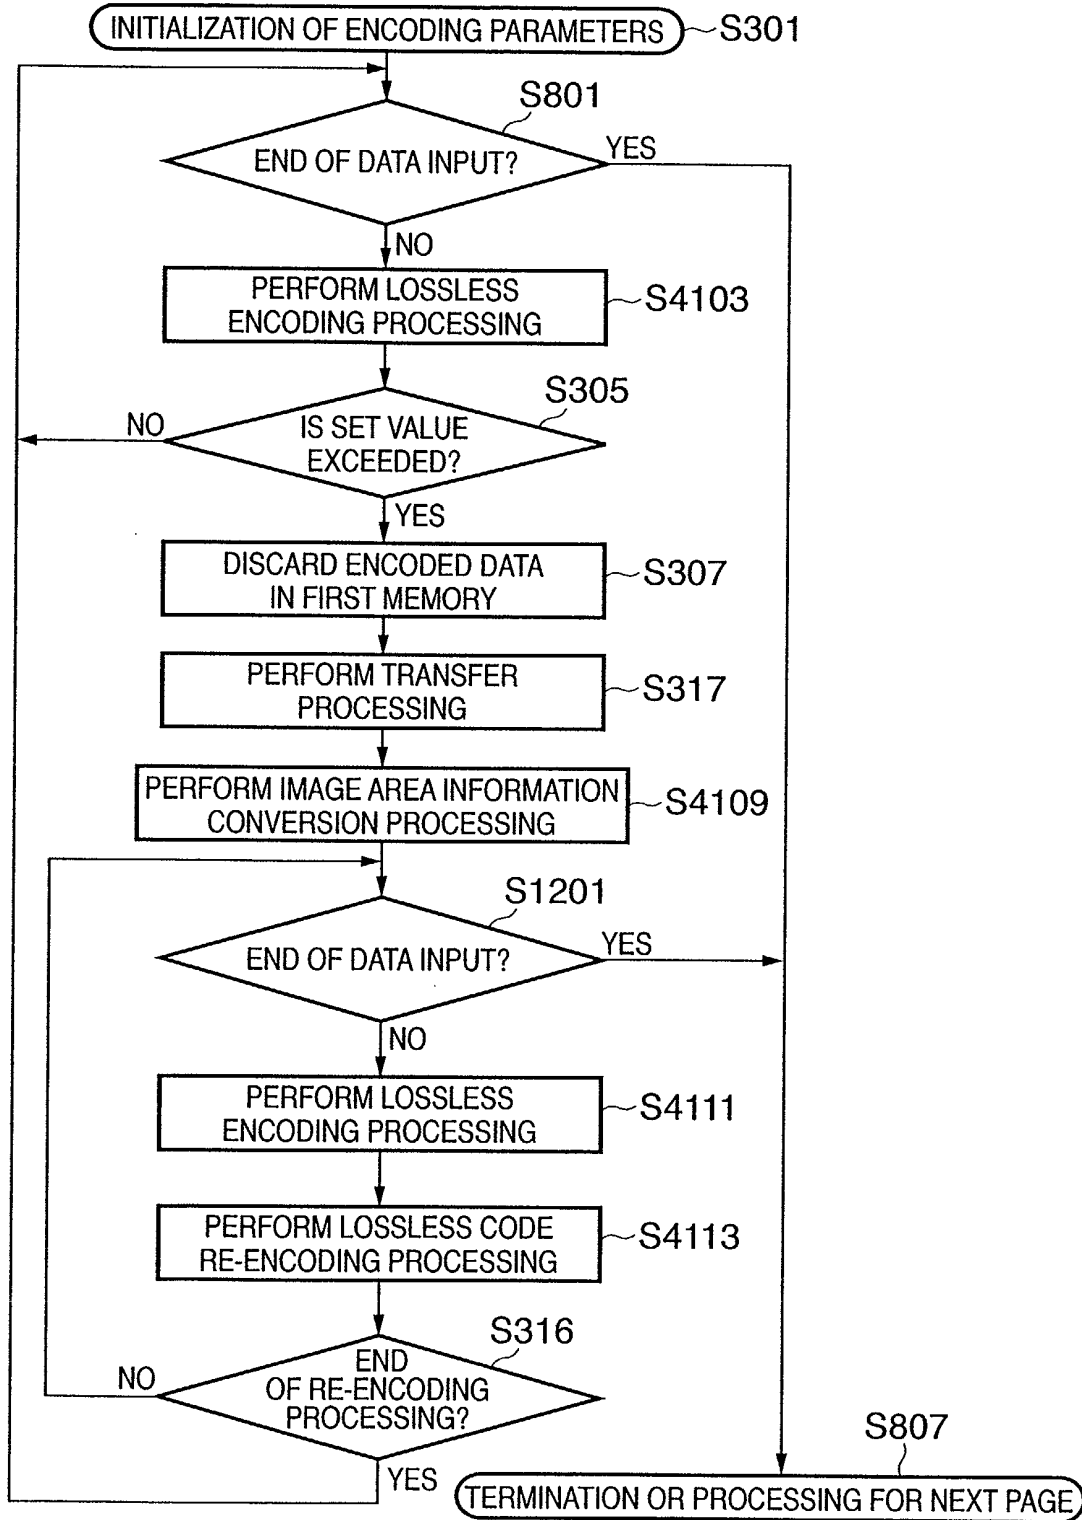 INITIALIZATION OF ENCODING PARAMETERS
S301
S801
END OF DATA INPUT?
YES
NO
PERFORM LOSSLESS
ENCODING PROCESSING
S4103
S305
NO
IS SET VALUE
EXCEEDED?
YES
DISCARD ENCODED DATA
IN FIRST MEMORY
S307
PERFORM TRANSFER
PROCESSING
S317
PERFORM IMAGE AREA INFORMATION
CONVERSION PROCESSING
S4109
S1201
END OF DATA INPUT?
YES
NO
PERFORM LOSSLESS
ENCODING PROCESSING
S4111
PERFORM LOSSLESS CODE
RE-ENCODING PROCESSING
S4113
S316
NO
END
OF RE-ENCODING
PROCESSING?
YES
S807
TERMINATION OR PROCESSING FOR NEXT PAGE